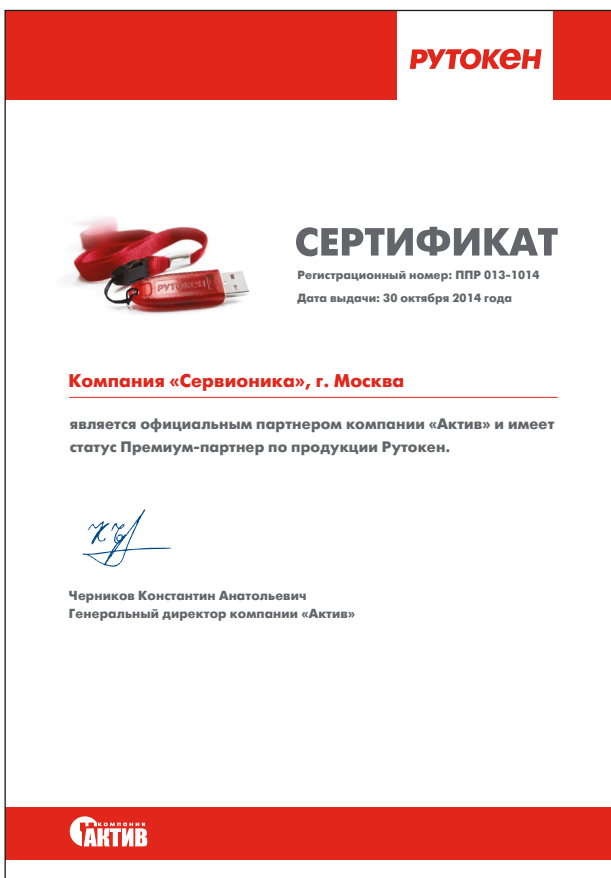 РУТОКЕН
СЕРТИФИКАТ
Регистрационный номер: ППР 013-1014
Дата выдачи: 30 октября 2014 года
РУТОКЕН
Компания «Сервионика», г. Москва
является официальным партнером компании «Актив» и имеет
статус Премиум-партнер по продукции Рутокен.
Черников Константин Анатольевич
Генеральный директор компании «Актив»
компания
АКТИВ